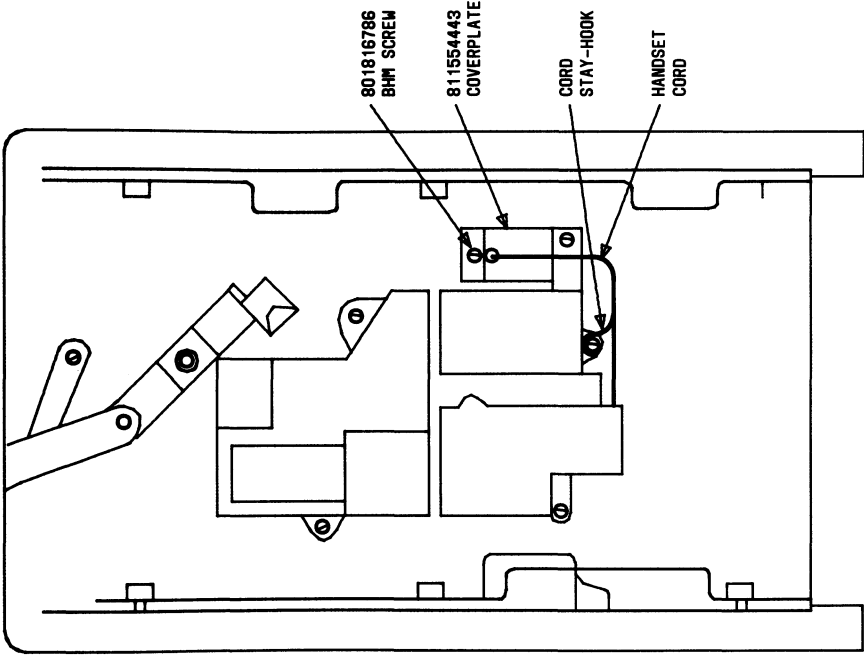 801816786
BHM SCREW
811554443
COVERPLATE
CORD
STAY-HOOK
HANDSET
CORD